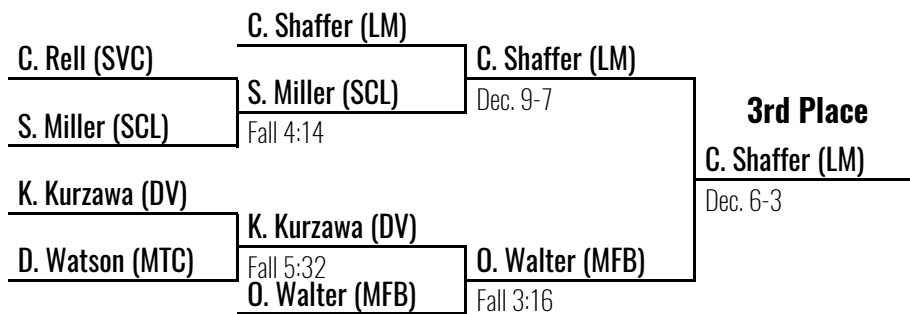 C. Shaffer (LM)
C. Rell (SVC)
C. Shaffer (LM)
S. Miller (SCL)
Dec. 9-7
3rd Place
S. Miller (SCL)
Fall 4:14
C. Shaffer (LM)
K. Kurzawa (DV)
Dec. 6-3
K. Kurzawa (DV)
D. Watson (MTC)
Fall 5:32
O. Walter (MFB)
O. Walter (MFB)
Fall 3:16